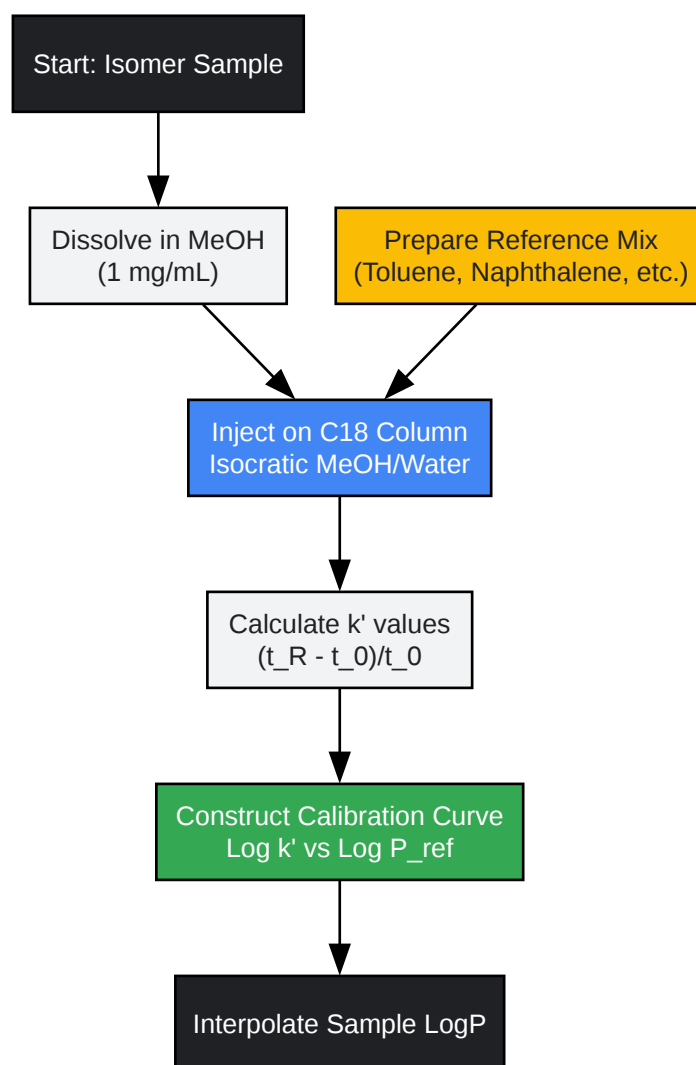 Start: Isomer Sample
Dissolve in MeOH
(1 mg/mL)
Prepare Reference Mix
(Toluene, Naphthalene, etc.)
Inject on C18 Column
Isocratic MeOH/Water
Calculate k' values
(t_R - t_0)/t_0
Construct Calibration Curve
Log k' vs Log P_ref
Interpolate Sample LogP